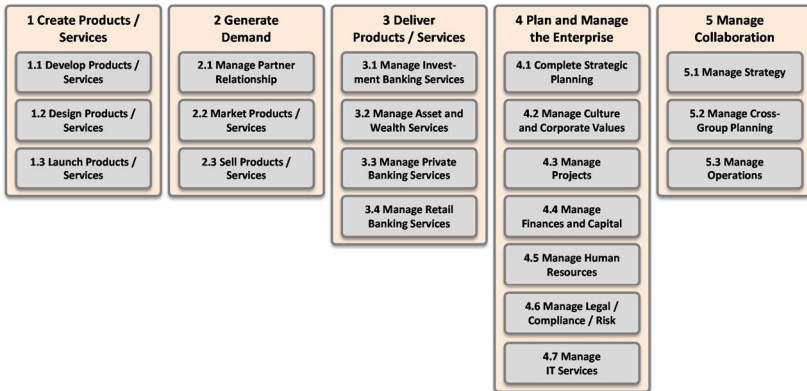 1 Create Products /
Services
1.1 Develop Products /
Services
1.2 Design Products /
Services
1.3 Launch Products /
Services
2 Generate
Demand
2.1 Manage Partner
Relationship
2.2 Market Products /
Services
2.3 Sell Products /
Services
3 Deliver
Products / Services
3.1 Manage Invest-
ment Banking Services
3.2 Manage Asset and
Wealth Services
3.3 Manage Private
Banking Services
3.4 Manage Retail
Banking Services
4 Plan and Manage
the Enterprise
4.1 Complete Strategic
Planning
4.2 Manage Culture
and Corporate Values
4.3 Manage
Projects
4.4 Manage
Finances and Capital
4.5 Manage Human
Resources
4.6 Manage Legal /
Compliance / Risk
4.7 Manage
IT Services
5 Manage
Collaboration
5.1 Manage Strategy
5.2 Manage Cross-
Group Planning
5.3 Manage
Operations